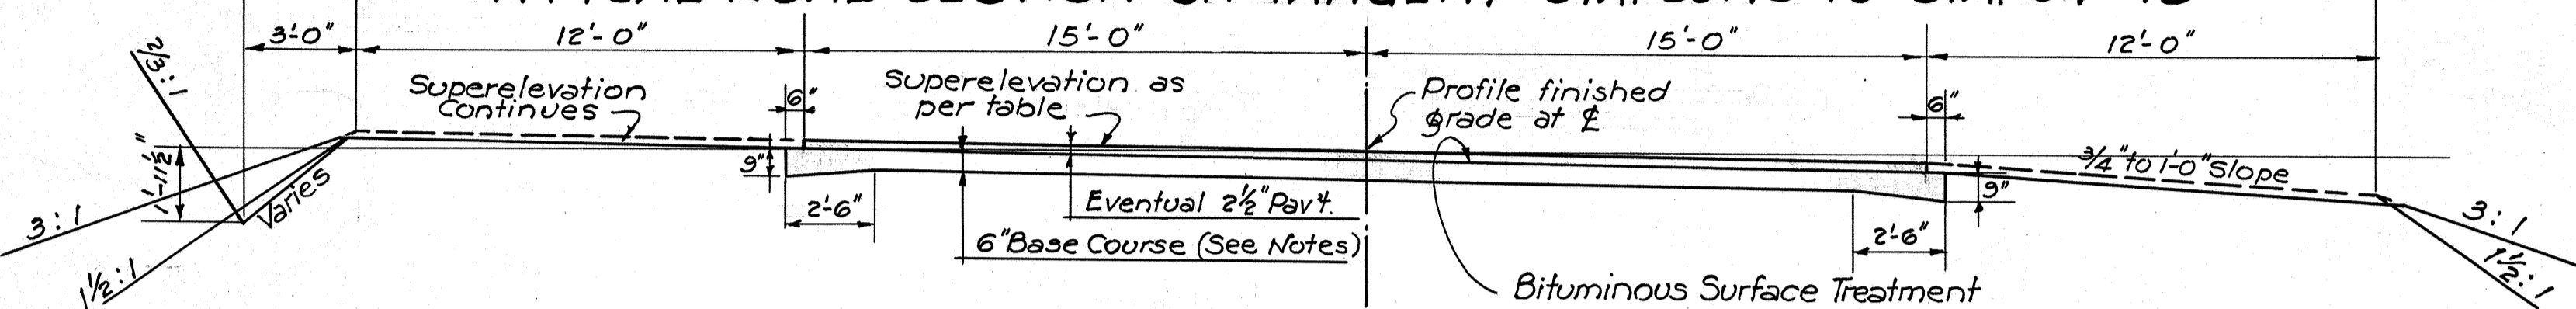 3'-0" 12'-0" 15'-0" 15'-0" 12'-0"
2/3:1
Superelevation
Continues
6"
Superelevation as
per table
Profile finished
grade at ℄
6"
1'-11½"
9"
3/4" to 1'-0" Slope
9"
Varies
3:1
1½:1
2'-6"
Eventual 2½" Pav't.
6" Base Course (See Notes)
2'-6"
3:1
1½:1
Bituminous Surface Treatment